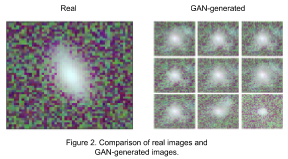 Real
GAN-generated
Figure 2. Comparison of real images and
GAN-generated images.